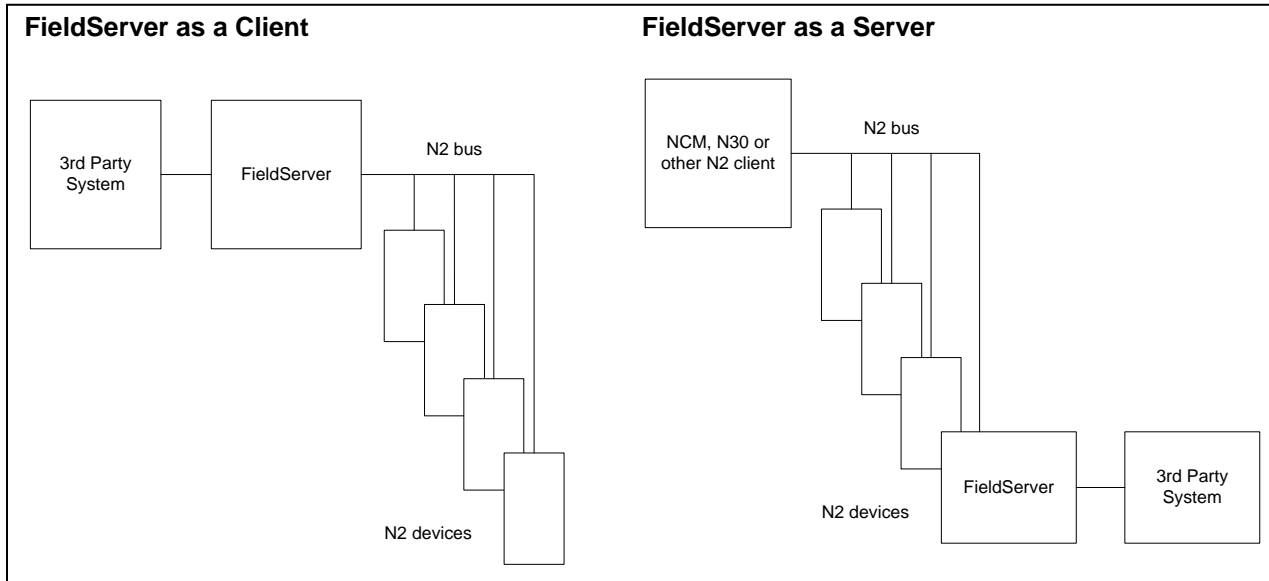 FieldServer as a Client
3rd Party
System
FieldServer
N2 bus
N2 devices
FieldServer as a Server
NCM, N30 or
other N2 client
N2 bus
N2 devices
FieldServer
3rd Party
System